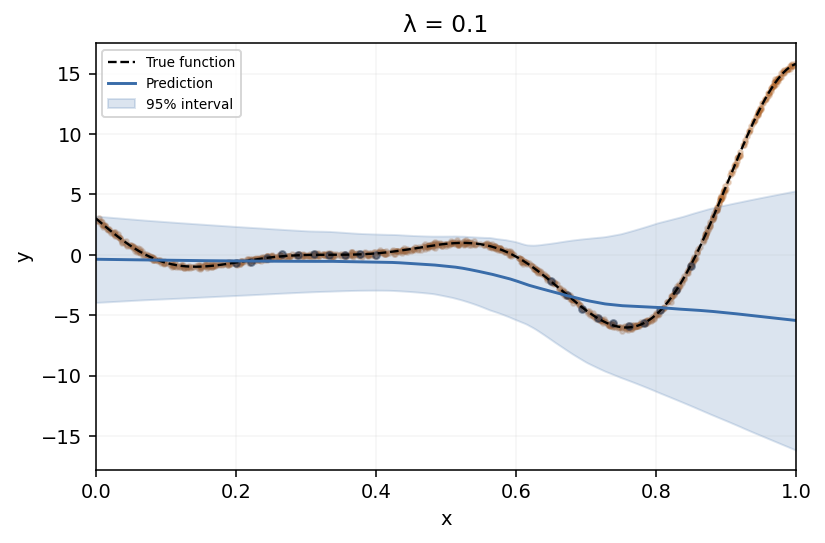 λ = 0.1
True function
Prediction
95% interval
15
10
5
0
−5
−10
−15
y
0.0 0.2 0.4 0.6 0.8 1.0
x